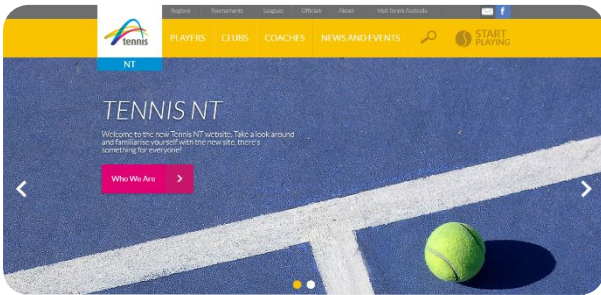 Regions Tournaments Leagues Officials About Visit Tennis Australia
f
tennis
PLAYERS CLUBS COACHES NEWS AND EVENTS
START
PLAYING
NT
TENNIS NT
Welcome to the new Tennis NT website, Take a look around
and familiarise yourself with the new site, there's
something for everyone!
Who We Are